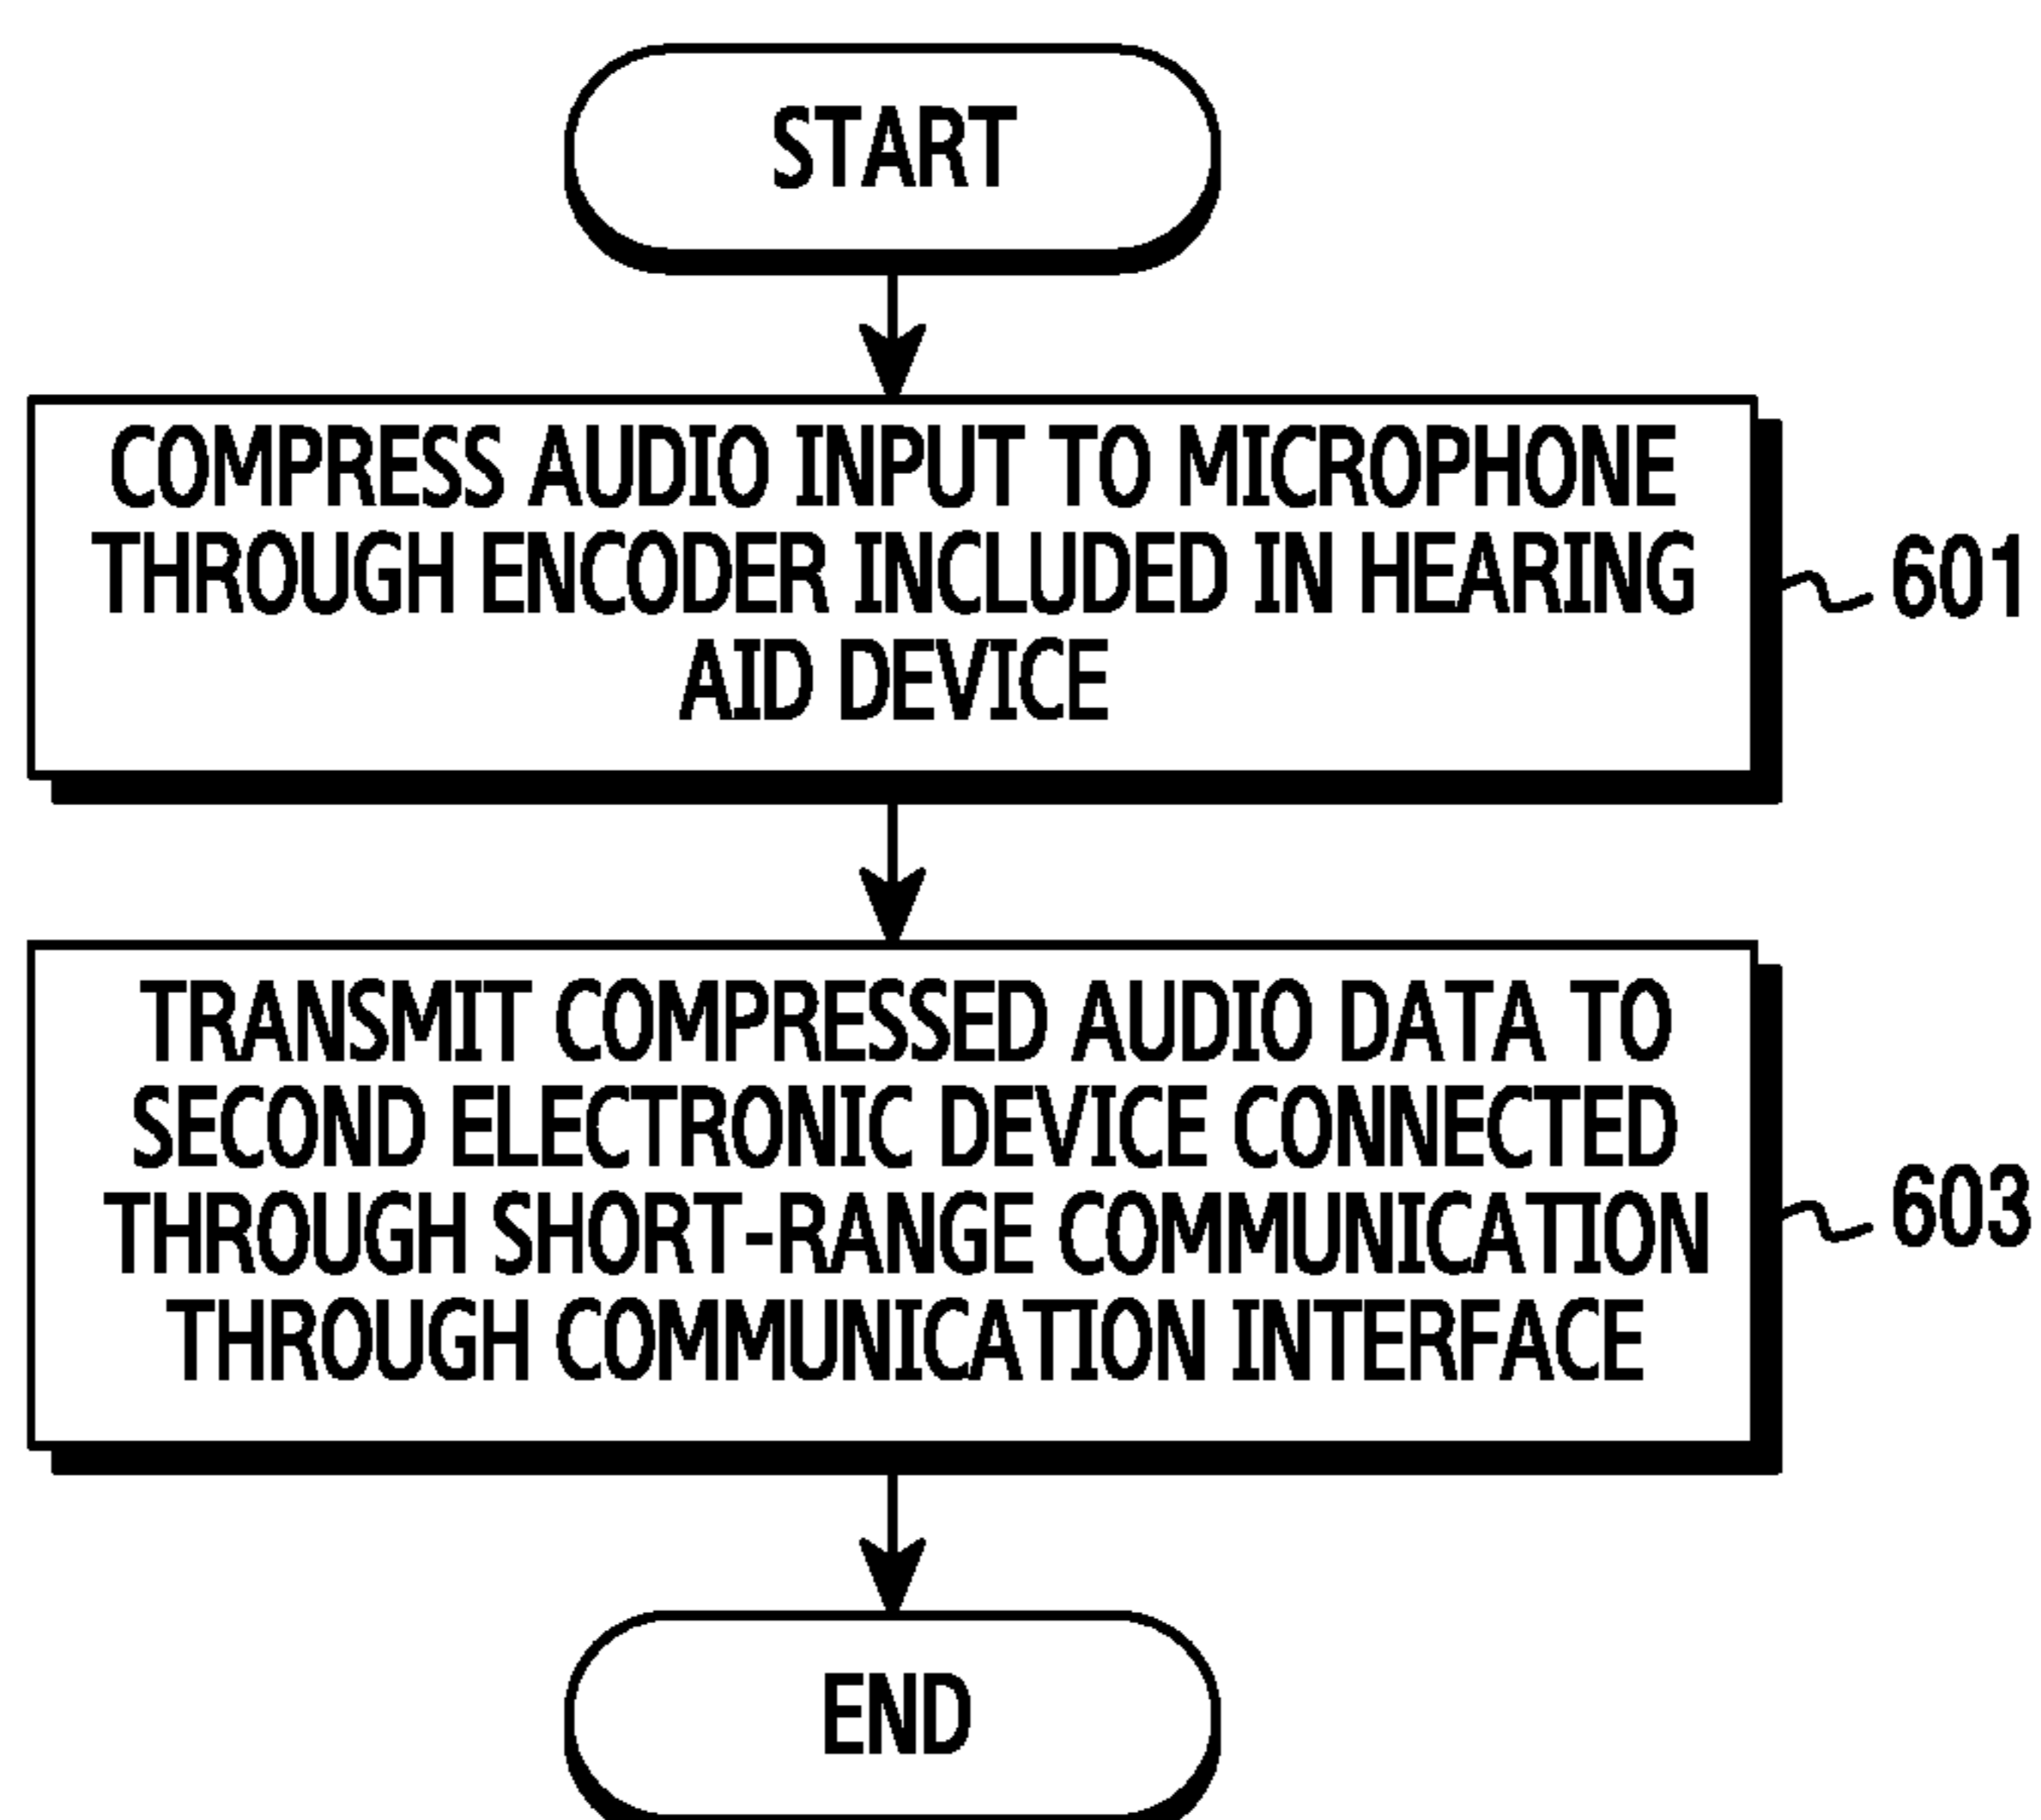 START
COMPRESS AUDIO INPUT TO MICROPHONE
THROUGH ENCODER INCLUDED IN HEARING
AID DEVICE
601
TRANSMIT COMPRESSED AUDIO DATA TO
SECOND ELECTRONIC DEVICE CONNECTED
THROUGH SHORT-RANGE COMMUNICATION
THROUGH COMMUNICATION INTERFACE
603
END